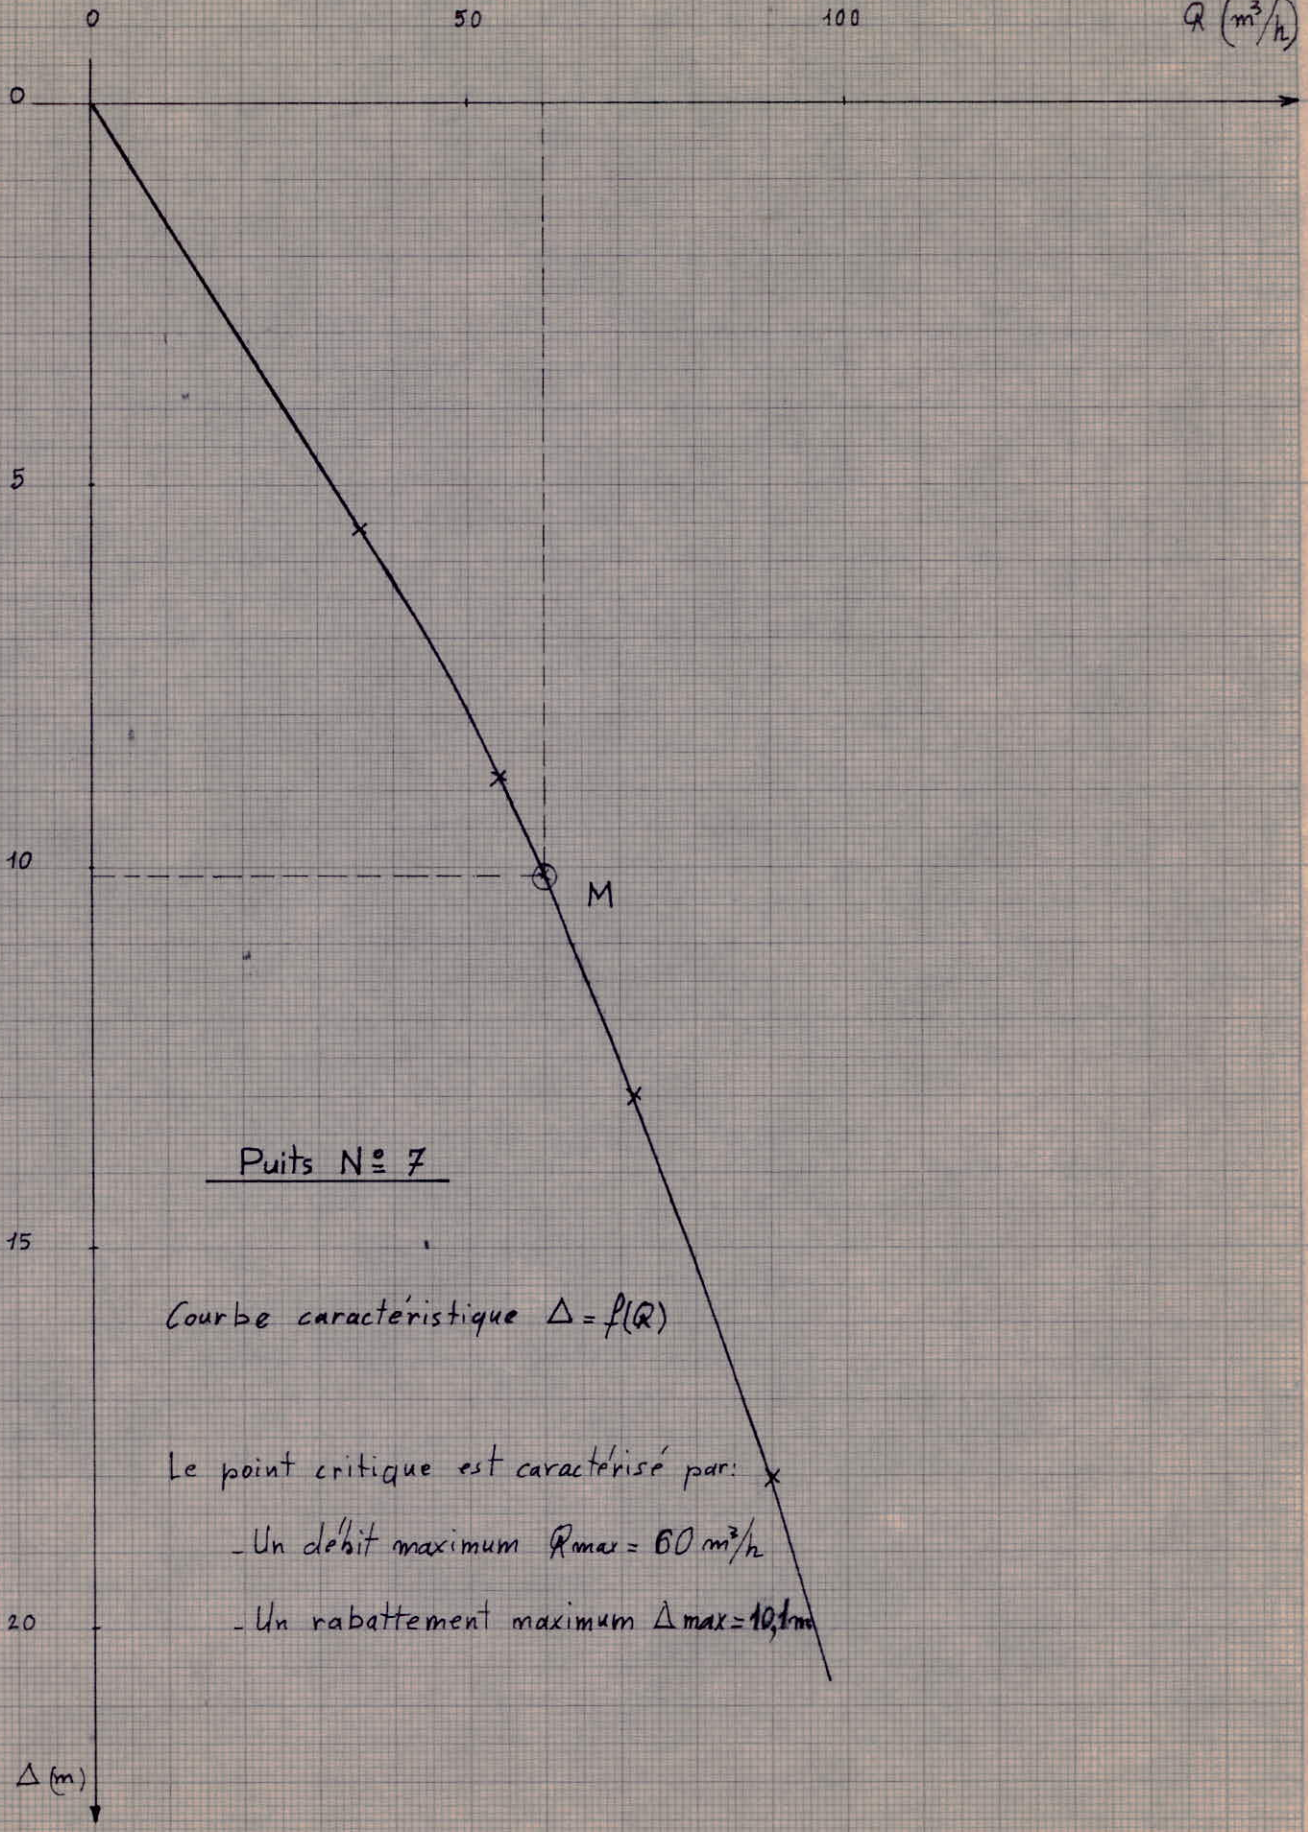 0 50 100 Q (m³/h)
0
5
10
M
Puits Nº 7
15
Courbe caractéristique Δ = f(Q)
Le point critique est caractérisé par:
- Un débit maximum Qmax = 60 m³/h
20
- Un rabattement maximum Δmax = 10,1m
Δ (m)